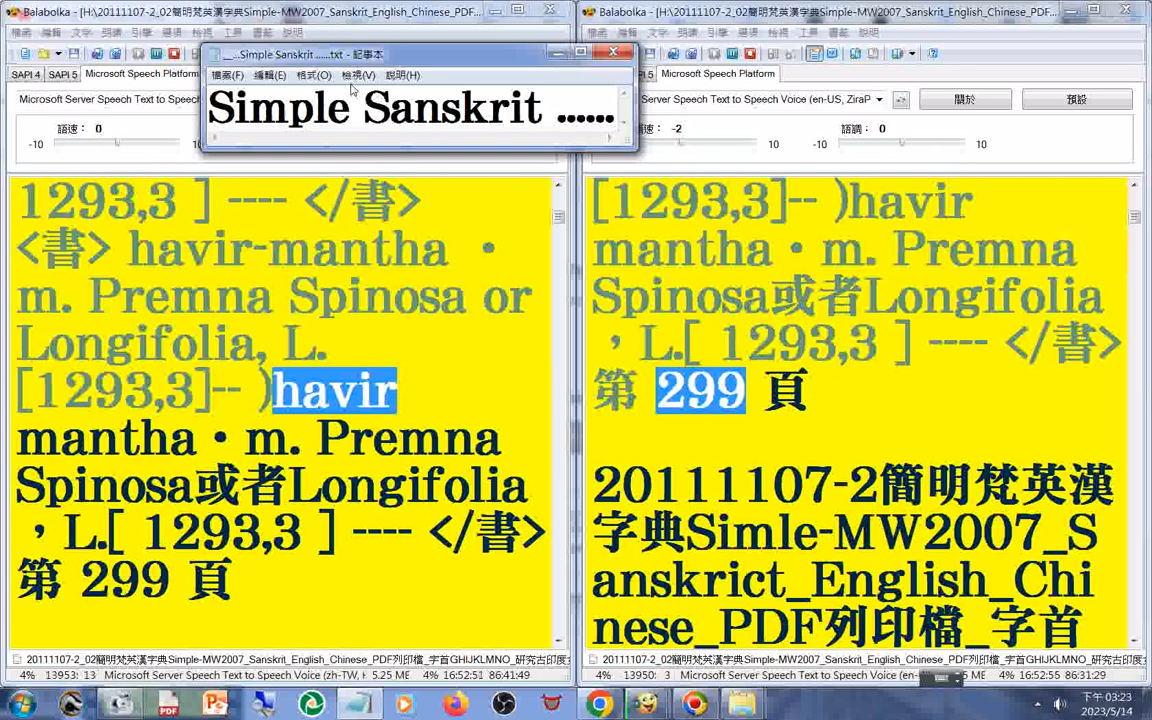 Balabolka - [H:\20111107-2_02簡明梵英漢字典Simple-MW2007_Sanskrit_English_Chinese_PDF...
Balabolka - [H:\20111107-2_02簡明梵英漢字典Simple-MW2007_Sanskrit_English_Chinese_PDF...
__...Simple Sanskrit ......txt - 記事本
檔案(F) 編輯(E) 格式(O) 檢視(V) 說明(H)
Simple Sanskrit ......
SAPI 4 SAPI 5 Microsoft Speech Platform
5 Microsoft Speech Platform
Microsoft Server Speech Text to Speech
Server Speech Text to Speech Voice (en-US, ZiraP
關於
預設
語速： 0
-10
語速： -2
10
語調： 0
-10
10
1293,3 ] ---- </書>
<書> havir-mantha •
m. Premna Spinosa or
Longifolia, L.
[1293,3]-- )havir
mantha • m. Premna
Spinosa或者Longifolia
，L.[ 1293,3 ] ---- </書>
第 299 頁
[1293,3]-- )havir
mantha • m. Premna
Spinosa或者Longifolia
，L.[ 1293,3 ] ---- </書>
第 299 頁
20111107-2簡明梵英漢
字典Simle-MW2007_S
anskrict_English_Chi
nese_PDF列印檔_字首
20111107-2_02簡明梵英漢字典Simple-MW2007_Sanskrit_English_Chinese_PDF列印檔_字首GHIJKLMNO_研究古印度
20111107-2_02簡明梵英漢字典Simple-MW2007_Sanskrit_English_Chinese_PDF列印檔_字首GHIJKLMNO_研究古印度
4% 13953: 13 Microsoft Server Speech Text to Speech Voice (zh-TW, H 5.25 MB 4% 16:52:55 86:41:49
4% 13950: 3 Microsoft Server Speech Text to Speech Voice (en- 5.25 MB 4% 16:52:55 86:31:29
PDF
下午 03:23
2023/5/14